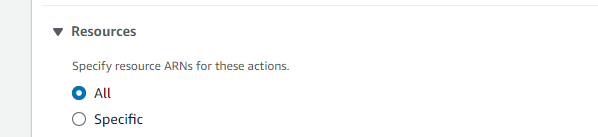 Resources
Specify resource ARNs for these actions.
All
Specific